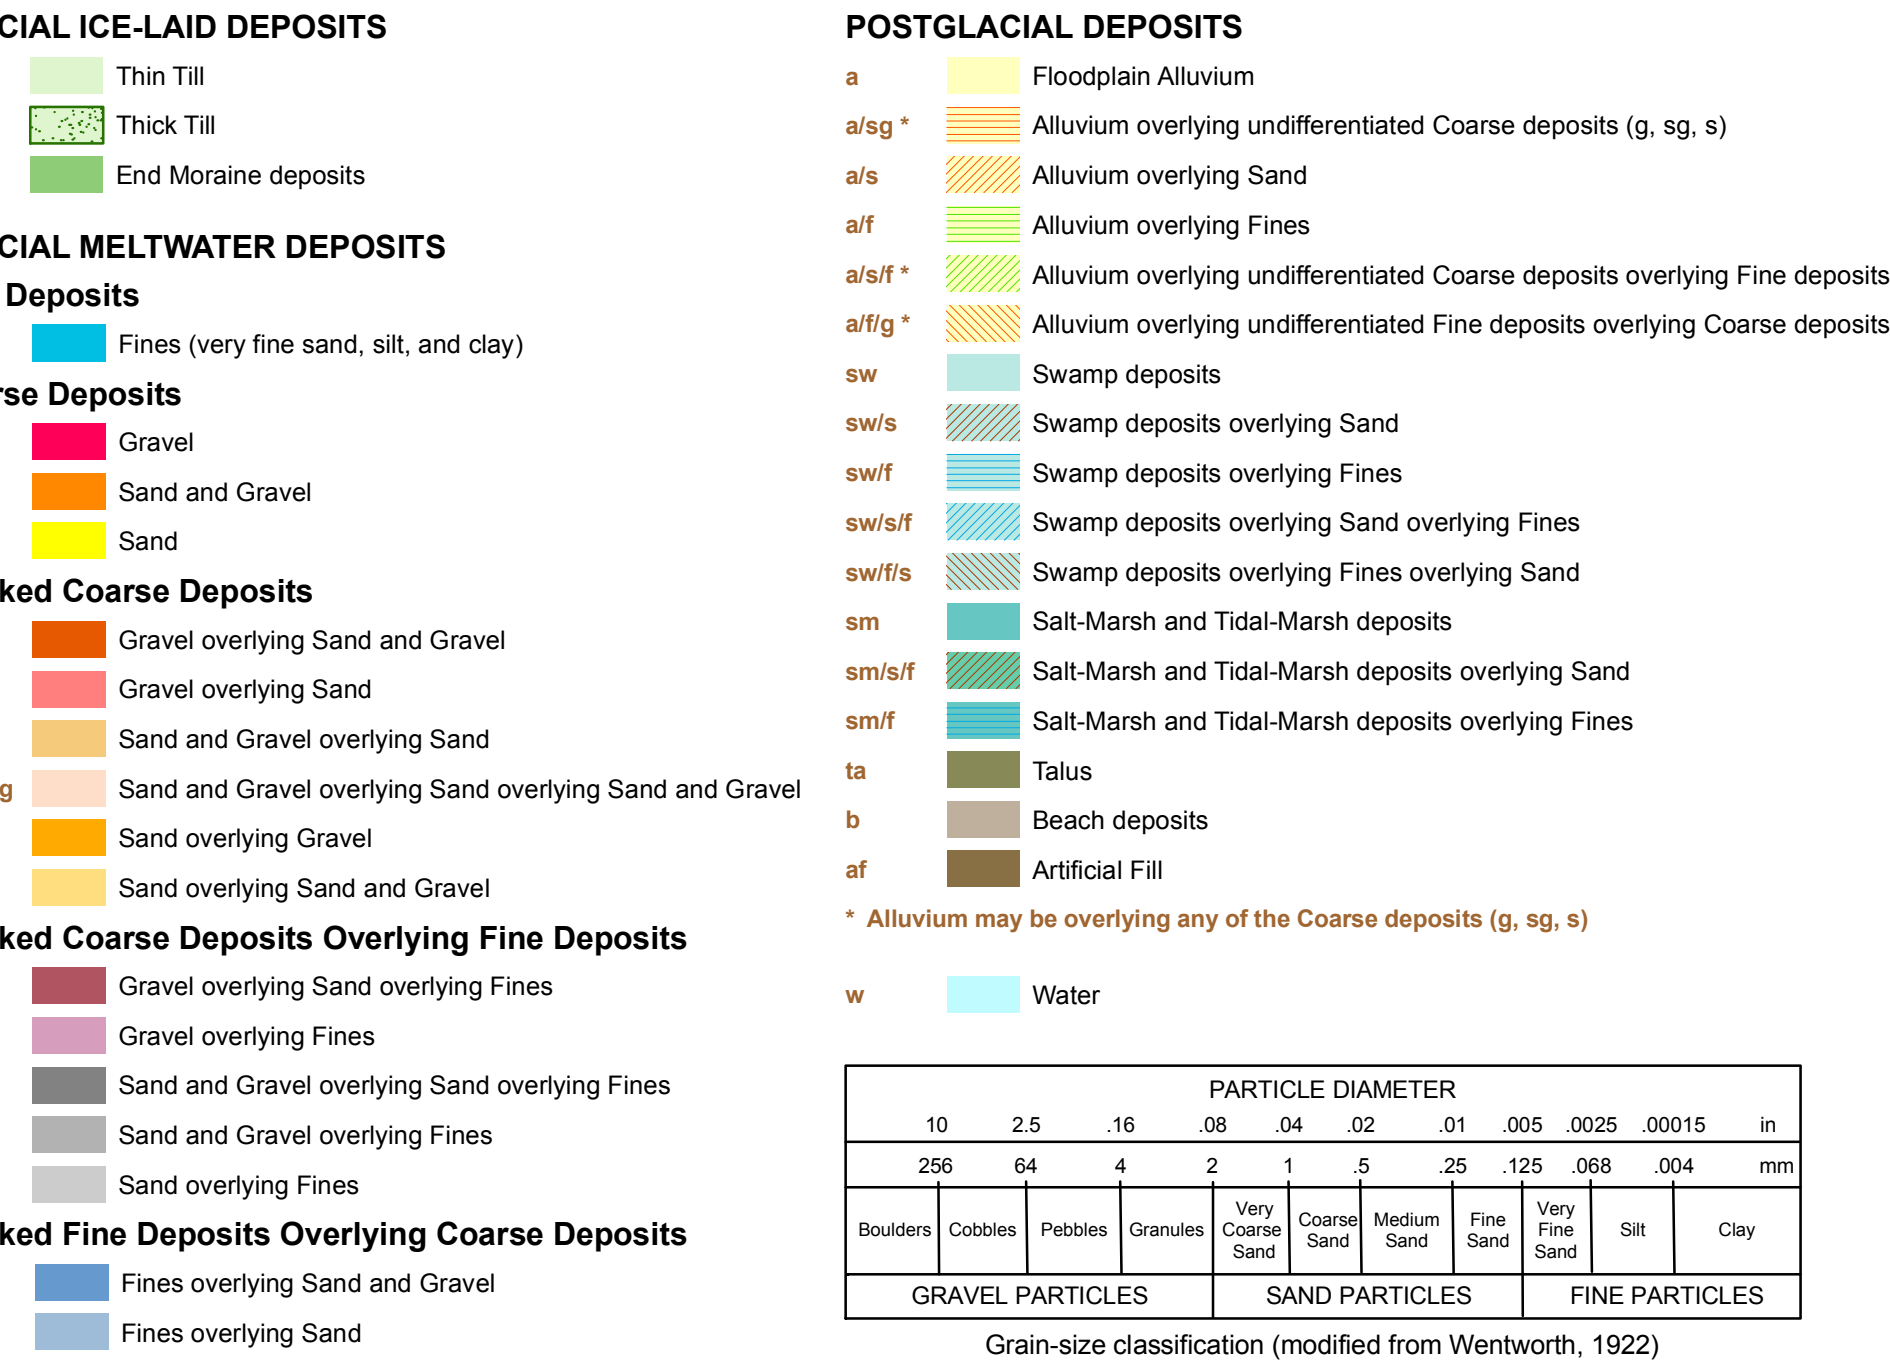 CIAL ICE-LAID DEPOSITS
Thin Till
Thick Till
End Moraine deposits
CIAL MELTWATER DEPOSITS
Deposits
Fines (very fine sand, silt, and clay)
rse Deposits
Gravel
Sand and Gravel
Sand
ked Coarse Deposits
Gravel overlying Sand and Gravel
Gravel overlying Sand
Sand and Gravel overlying Sand
g Sand and Gravel overlying Sand overlying Sand and Gravel
Sand overlying Gravel
Sand overlying Sand and Gravel
ked Coarse Deposits Overlying Fine Deposits
Gravel overlying Sand overlying Fines
Gravel overlying Fines
Sand and Gravel overlying Sand overlying Fines
Sand and Gravel overlying Fines
Sand overlying Fines
ked Fine Deposits Overlying Coarse Deposits
Fines overlying Sand and Gravel
Fines overlying Sand
POSTGLACIAL DEPOSITS
a Floodplain Alluvium
a/sg * Alluvium overlying undifferentiated Coarse deposits (g, sg, s)
a/s Alluvium overlying Sand
a/f Alluvium overlying Fines
a/s/f * Alluvium overlying undifferentiated Coarse deposits overlying Fine deposits
a/f/g * Alluvium overlying undifferentiated Fine deposits overlying Coarse deposits
sw Swamp deposits
sw/s Swamp deposits overlying Sand
sw/f Swamp deposits overlying Fines
sw/s/f Swamp deposits overlying Sand overlying Fines
sw/f/s Swamp deposits overlying Fines overlying Sand
sm Salt-Marsh and Tidal-Marsh deposits
sm/s/f Salt-Marsh and Tidal-Marsh deposits overlying Sand
sm/f Salt-Marsh and Tidal-Marsh deposits overlying Fines
ta Talus
b Beach deposits
af Artificial Fill
* Alluvium may be overlying any of the Coarse deposits (g, sg, s)
w Water
PARTICLE DIAMETER
10 2.5 .16 .08 .04 .02 .01 .005 .0025 .00015 in
256 64 4 2 1 .5 .25 .125 .068 .004 mm
Boulders Cobbles Pebbles Granules Very Coarse Sand Coarse Sand Medium Sand Fine Sand Very Fine Sand Silt Clay
GRAVEL PARTICLES SAND PARTICLES FINE PARTICLES
Grain-size classification (modified from Wentworth, 1922)